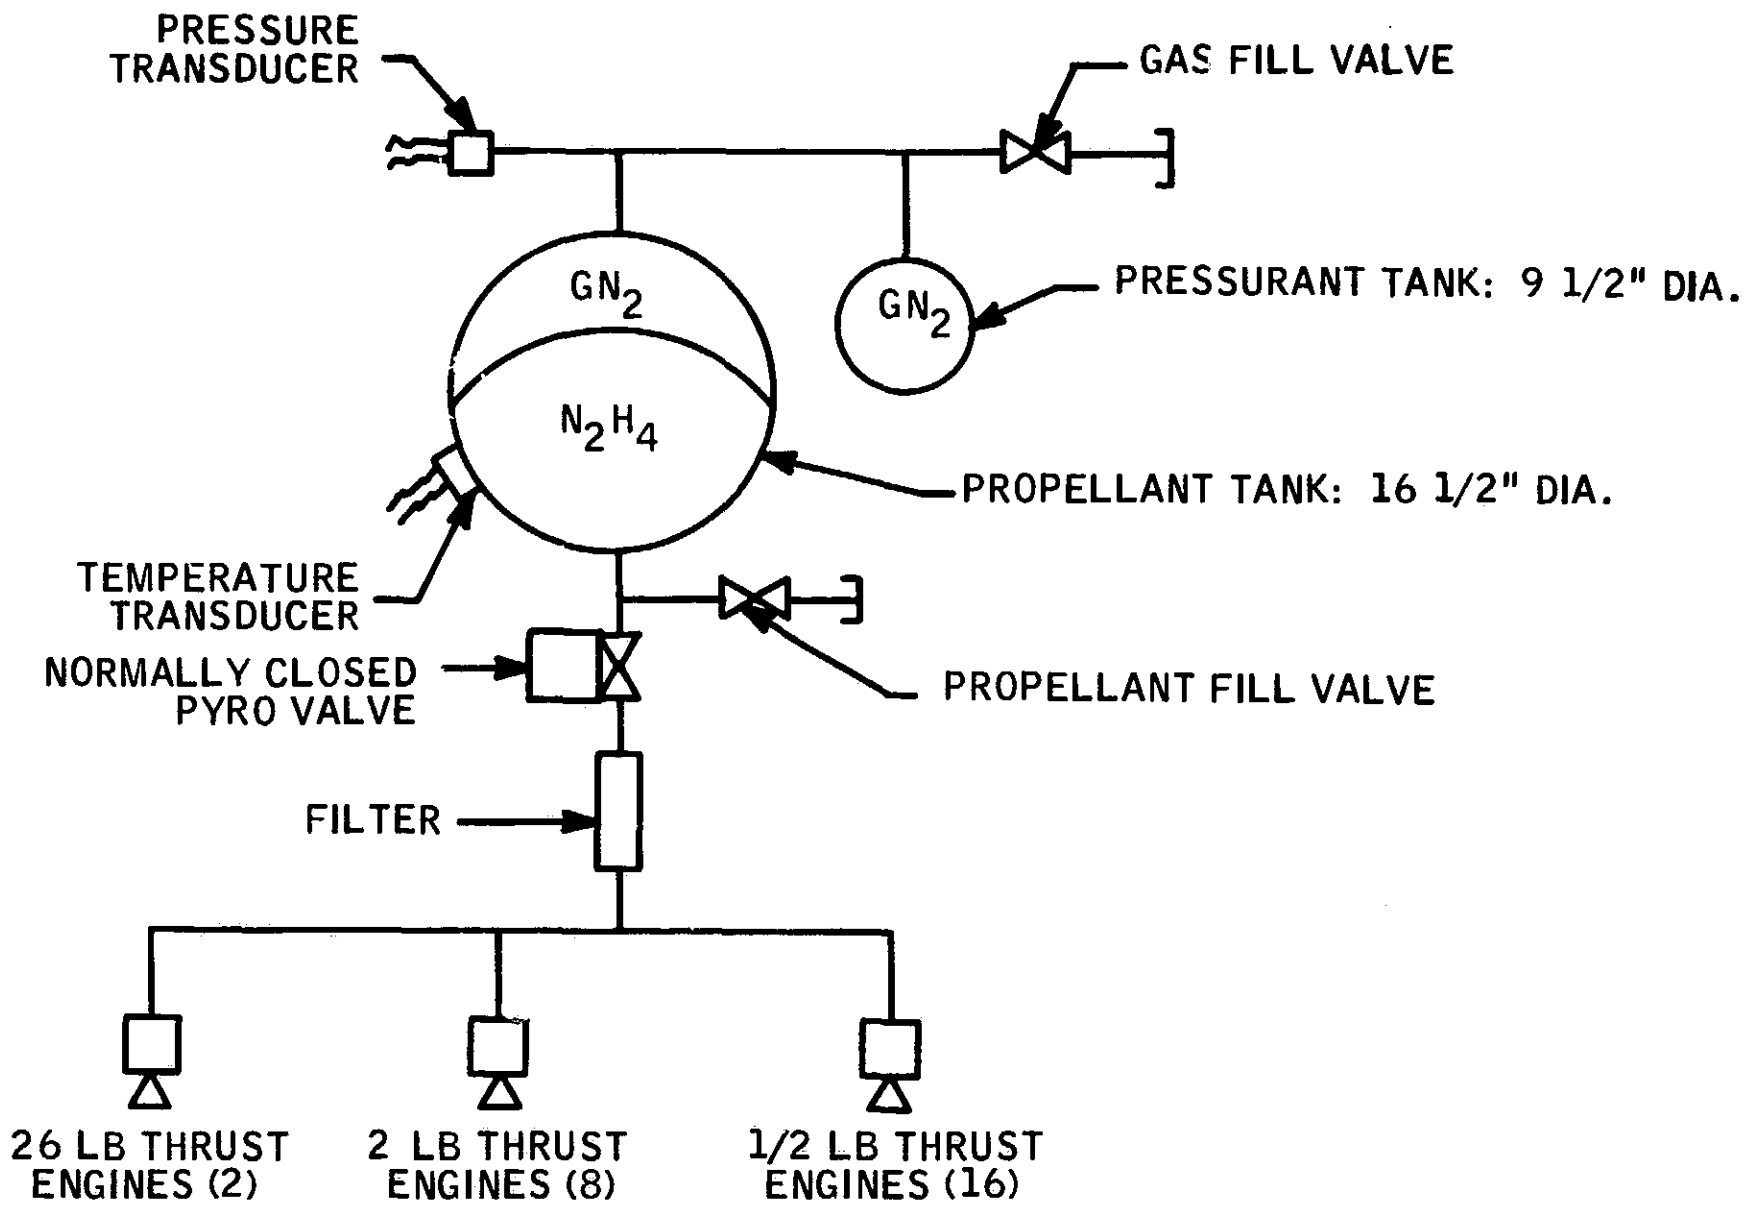 PRESSURE
TRANSDUCER
GAS FILL VALVE
GN2
GN2
PRESSURANT TANK: 9 1/2" DIA.
N2H4
PROPELLANT TANK: 16 1/2" DIA.
TEMPERATURE
TRANSDUCER
NORMALLY CLOSED
PYRO VALVE
PROPELLANT FILL VALVE
FILTER
26 LB THRUST
ENGINES (2)
2 LB THRUST
ENGINES (8)
1/2 LB THRUST
ENGINES (16)